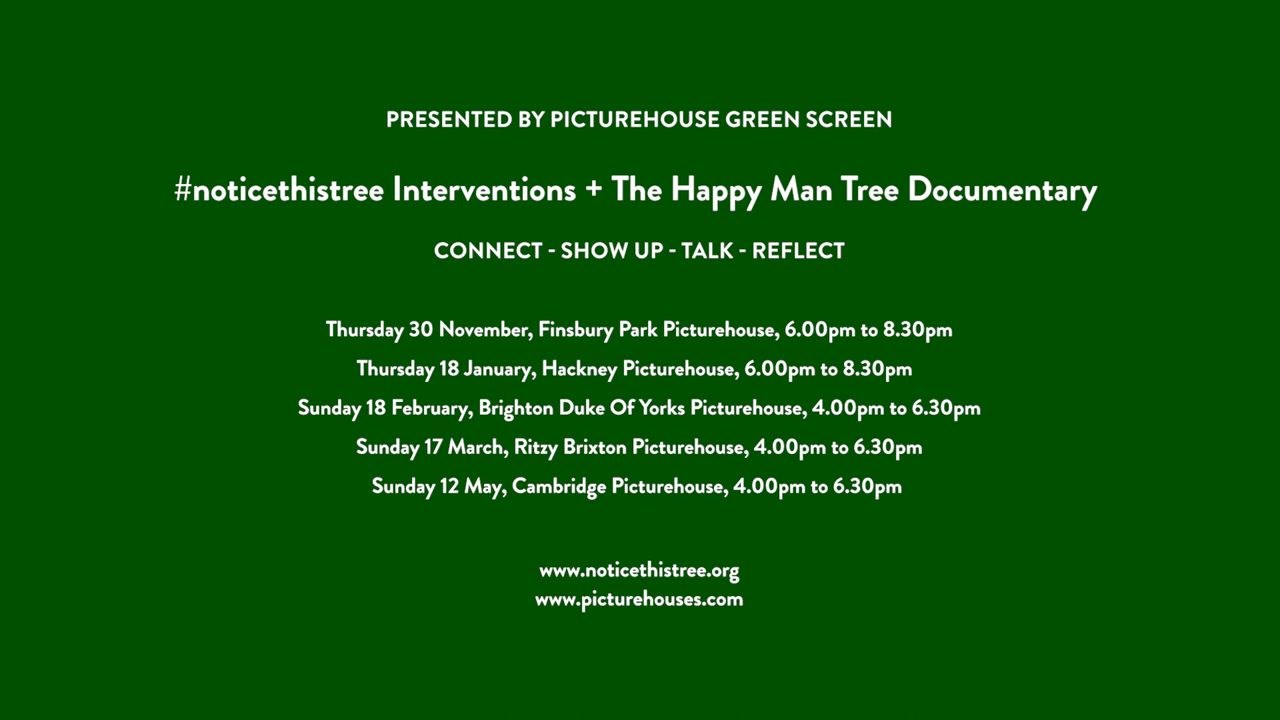 PRESENTED BY PICTUREHOUSE GREEN SCREEN
#noticethistree Interventions + The Happy Man Tree Documentary
CONNECT - SHOW UP - TALK - REFLECT
Thursday 30 November, Finsbury Park Picturehouse, 6.00pm to 8.30pm
Thursday 18 January, Hackney Picturehouse, 6.00pm to 8.30pm
Sunday 18 February, Brighton Duke Of Yorks Picturehouse, 4.00pm to 6.30pm
Sunday 17 March, Ritzy Brixton Picturehouse, 4.00pm to 6.30pm
Sunday 12 May, Cambridge Picturehouse, 4.00pm to 6.30pm
www.noticethistree.org
www.picturehouses.com